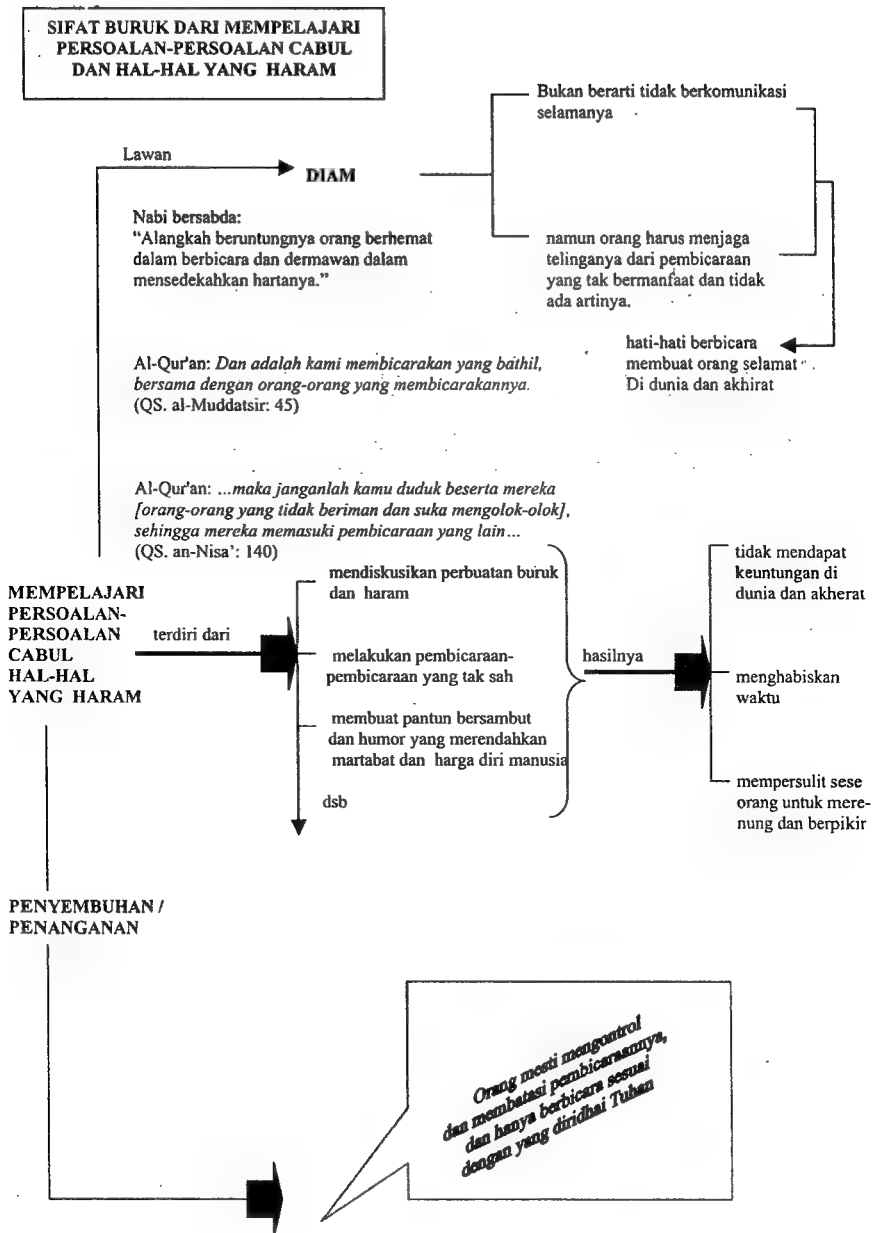 SIFAT BURUK DARI MEMPELAJARI
PERSOALAN-PERSOALAN CABUL
DAN HAL-HAL YANG HARAM
Bukan berarti tidak berkomunikasi
selamanya
Lawan
DIAM
Nabi bersabda:
“Alangkah beruntungnya orang berhemat
dalam berbicara dan dermawan dalam
mensedekahkan hartanya.”
namun orang harus menjaga
telinganya dari pembicaraan
yang tak bermanfaat dan tidak
ada artinya.
hati-hati berbicara
membuat orang selamat
Di dunia dan akhirat
Al-Qur'an: Dan adalah kami membicarakan yang bathil,
bersama dengan orang-orang yang membicarakannya.
(QS. al-Muddatsir: 45)
Al-Qur'an: ...maka janganlah kamu duduk beserta mereka
[orang-orang yang tidak beriman dan suka mengolok-olok],
sehingga mereka memasuki pembicaraan yang lain...
(QS. an-Nisa’: 140)
MEMPELAJARI
PERSOALAN-
PERSOALAN
CABUL
HAL-HAL
YANG HARAM
terdiri dari
mendiskusikan perbuatan buruk
dan haram
melakukan pembicaraan-
pembicaraan yang tak sah
membuat pantun bersambut
dan humor yang merendahkan
martabat dan harga diri manusia
dsb
hasilnya
tidak mendapat
keuntungan di
dunia dan akherat
menghabiskan
waktu
mempersulit sese
orang untuk mere-
nung dan berpikir
PENYEMBUHAN /
PENANGANAN
Orang mesti mengontrol
dan membatasi pembicaraannya,
dan hanya berbicara sesuai
dengan yang diridhai Tuhan